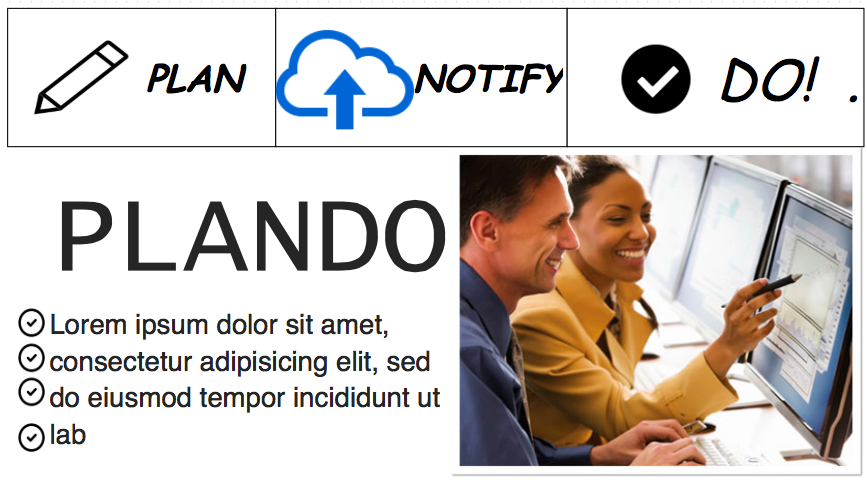 PLAN
NOTIFY
DO! .
PLANDO
Lorem ipsum dolor sit amet,
consectetur adipisicing elit, sed
do eiusmod tempor incididunt ut
lab